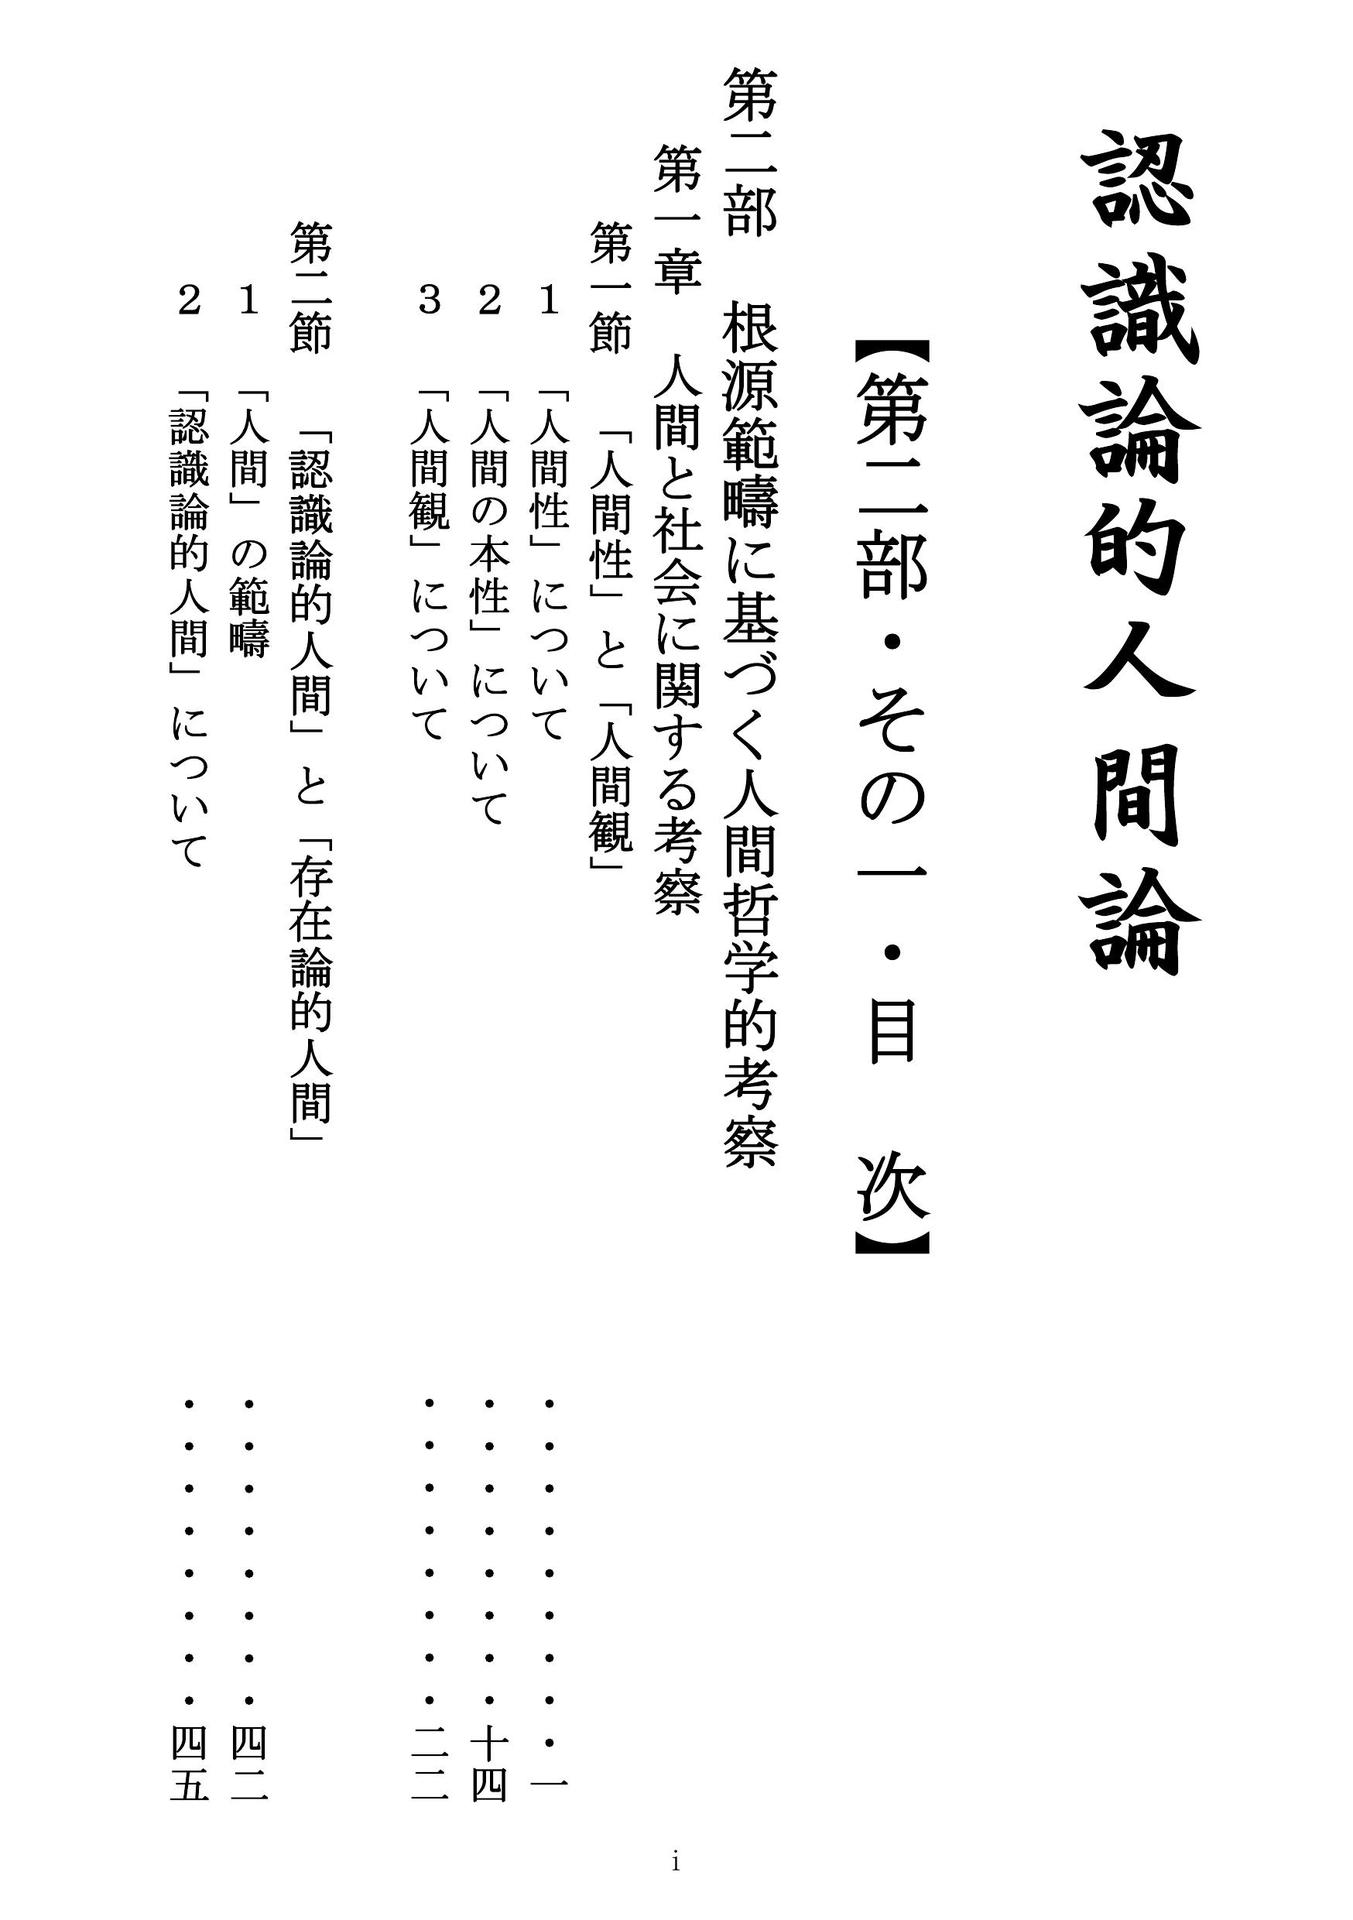 認識論的人間論
【第二部・その一・目　次】
第二部　根源範疇に基づく人間哲学的考察
第一章　人間と社会に関する考察
第一節　「人間性」と「人間観」
1　「人間性」について　・・・・・・・・・一
2　「人間の本性」について　・・・・・・・・十四
3　「人間観」について　・・・・・・・・二二
第二節　「認識論的人間」と「存在論的人間」
1　「人間」の範疇　・・・・・・・・四二
2　「認識論的人間」について　・・・・・・・・四五
i